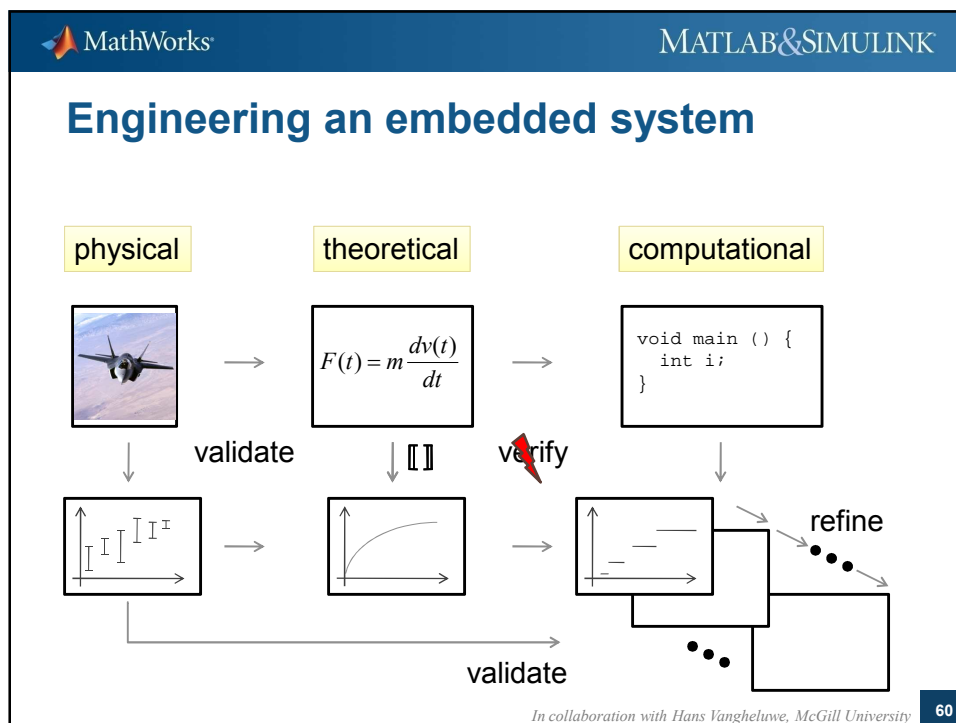 MathWorks®
MATLAB&SIMULINK®
Engineering an embedded system
physical
theoretical
computational
F(t) = m dv(t)/dt
void main () {
int i;
}
validate
⟦ ⟧
verify
refine
validate
In collaboration with Hans Vangheluwe, McGill University
60